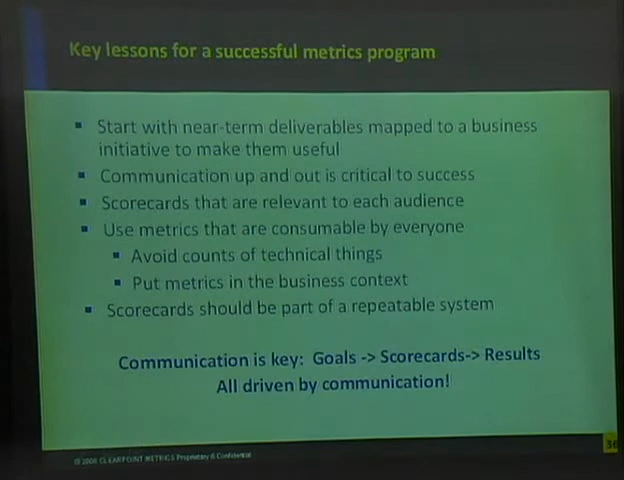 Key lessons for a successful metrics program
▪ Start with near-term deliverables mapped to a business
initiative to make them useful
▪ Communication up and out is critical to success
▪ Scorecards that are relevant to each audience
▪ Use metrics that are consumable by everyone
▪ Avoid counts of technical things
▪ Put metrics in the business context
▪ Scorecards should be part of a repeatable system
Communication is key: Goals -> Scorecards-> Results
All driven by communication!
CLEARPOINT METRICS Proprietary & Confidential